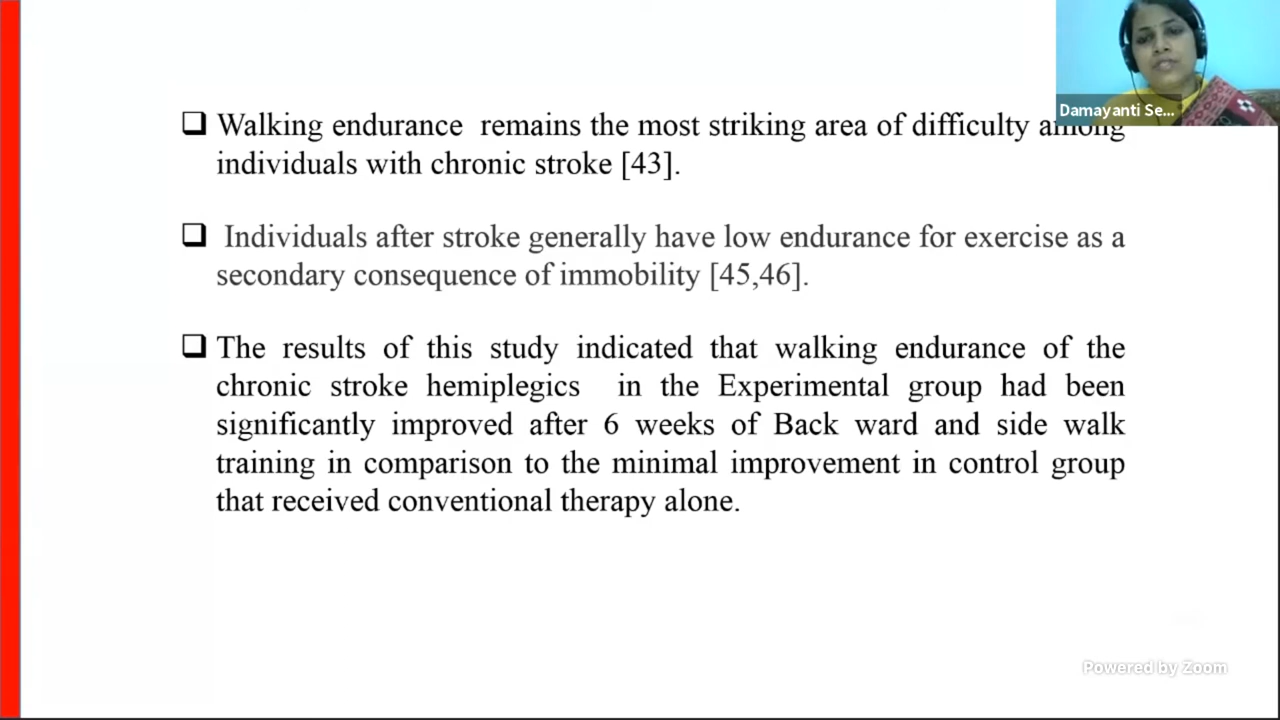 Walking endurance remains the most striking area of difficulty among
individuals with chronic stroke [43].
Individuals after stroke generally have low endurance for exercise as a
secondary consequence of immobility [45,46].
The results of this study indicated that walking endurance of the
chronic stroke hemiplegics in the Experimental group had been
significantly improved after 6 weeks of Back ward and side walk
training in comparison to the minimal improvement in control group
that received conventional therapy alone.
Damayanti Se...
Powered by Zoom